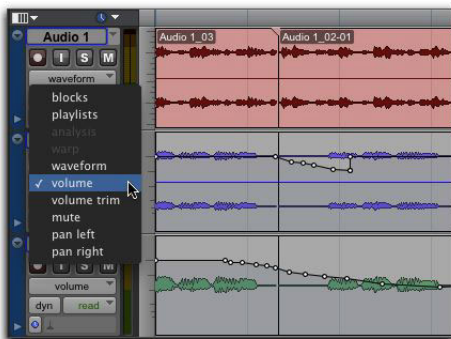 Audio 1
Audio 1_03
Audio 1_02-01
I S M
waveform
blocks
playlists
analysis
warp
waveform
✓ volume
volume trim
mute
pan left
pan right
I S M
volume
dyn
read